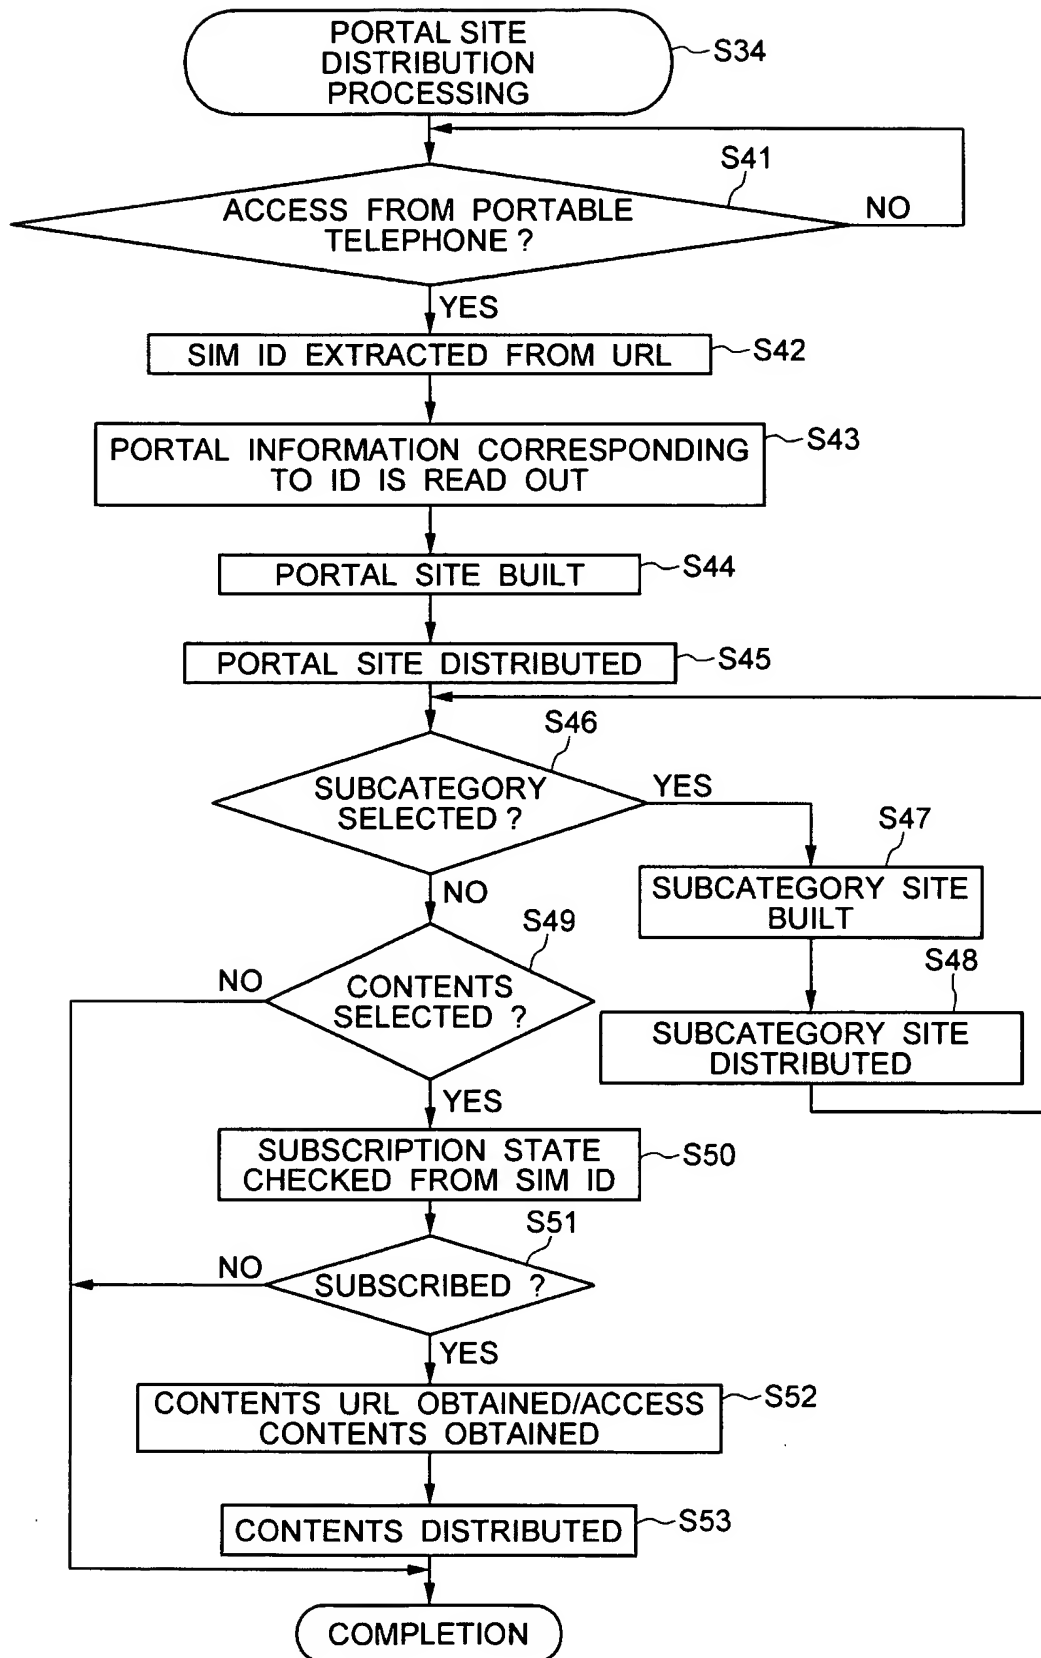 PORTAL SITE
DISTRIBUTION
PROCESSING
S34
S41
ACCESS FROM PORTABLE
TELEPHONE ?
NO
YES
SIM ID EXTRACTED FROM URL
S42
PORTAL INFORMATION CORRESPONDING
TO ID IS READ OUT
S43
PORTAL SITE BUILT
S44
PORTAL SITE DISTRIBUTED
S45
S46
SUBCATEGORY
SELECTED ?
YES
NO
S47
SUBCATEGORY SITE
BUILT
S48
SUBCATEGORY SITE
DISTRIBUTED
S49
CONTENTS
SELECTED ?
NO
YES
SUBSCRIPTION STATE
CHECKED FROM SIM ID
S50
S51
SUBSCRIBED ?
NO
YES
CONTENTS URL OBTAINED/ACCESS
CONTENTS OBTAINED
S52
CONTENTS DISTRIBUTED
S53
COMPLETION